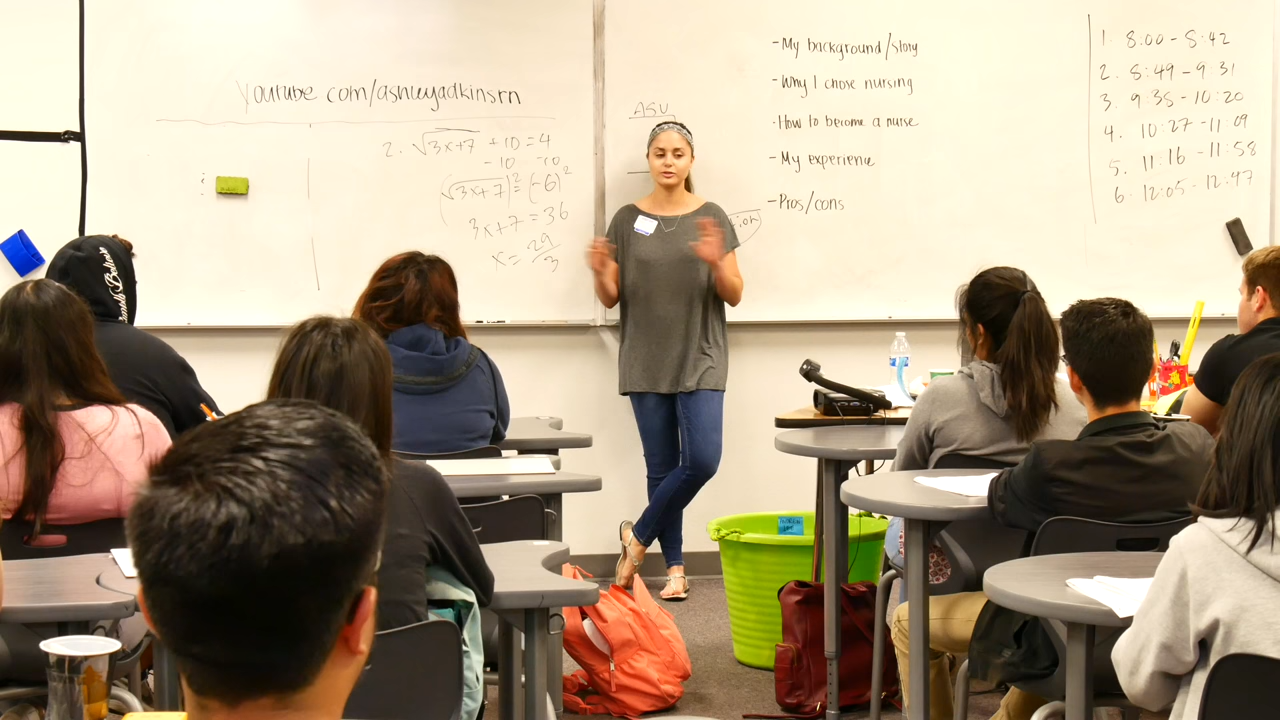 Youtube com/ashleyadkinsrn
2. √3x+7 +10 = 4
-10 -10
(√3x+7)² = (-6)²
3x+7 = 36
x = 29/3
ASU
-My background/story
-Why I chose nursing
-How to become a nurse
-My experience
-Pros/cons
1. 8:00 - 8:42
2. 8:49 - 9:31
3. 9:38 - 10:20
4. 10:27 - 11:09
5. 11:16 - 11:58
6. 12:05 - 12:47